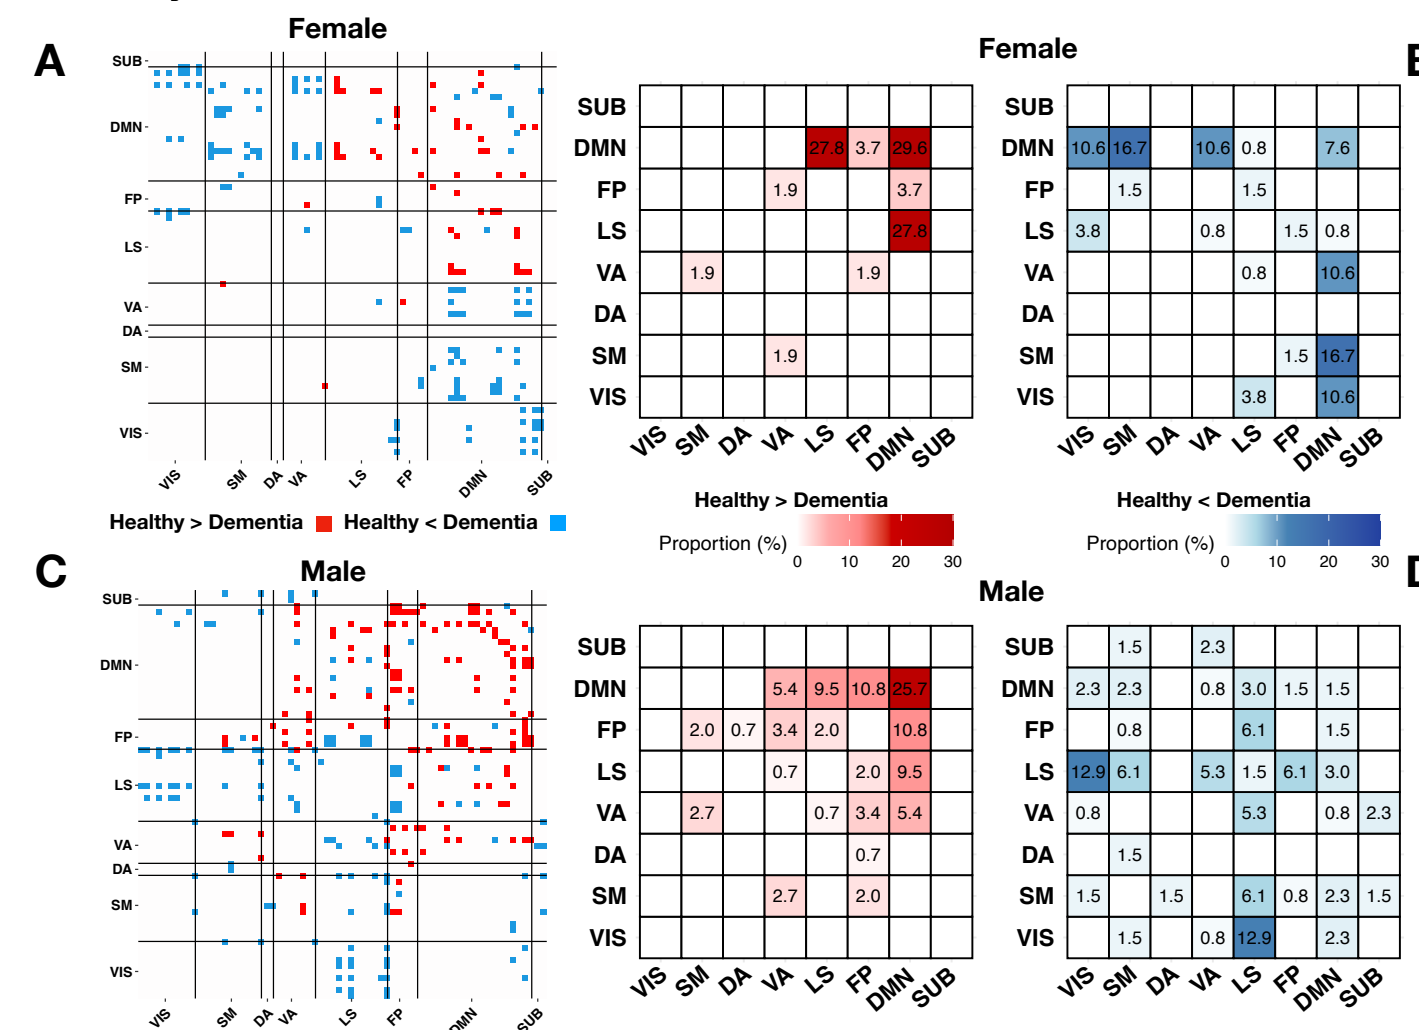 Female
A
SUB
DMN
FP
LS
VA
DA
SM
VIS
VIS SM DA VA LS FP DMN SUB
Healthy > Dementia Healthy < Dementia
Female
SUB
DMN 27.8 3.7 29.6
FP 1.9 3.7
LS 27.8
VA 1.9 1.9
DA
SM 1.9
VIS
VIS SM DA VA LS FP DMN SUB
Healthy > Dementia
Proportion (%)
0 10 20 30
Female
DMN 10.6 16.7 10.6 0.8 7.6
FP 1.5 1.5
LS 3.8 0.8 1.5 0.8
VA 0.8 10.6
DA
SM 1.5 16.7
VIS 3.8 10.6
SUB
VIS SM DA VA LS FP DMN SUB
Healthy < Dementia
Proportion (%)
0 10 20 30
C
Male
SUB
DMN
FP
LS
VA
DA
SM
VIS
VIS SM DA VA LS FP DMN SUB
Male
SUB
DMN 5.4 9.5 10.8 25.7
FP 2.0 0.7 3.4 2.0 10.8
LS 0.7 2.0 9.5
VA 2.7 0.7 3.4 5.4
DA 0.7
SM 2.7 2.0
VIS
VIS SM DA VA LS FP DMN SUB
SUB 1.5 2.3
DMN 2.3 2.3 0.8 3.0 1.5 1.5
FP 0.8 6.1 1.5
LS 12.9 6.1 5.3 1.5 6.1 3.0
VA 0.8 5.3 0.8 2.3
DA 1.5
SM 1.5 1.5 6.1 0.8 2.3 1.5
VIS 1.5 0.8 12.9 2.3
VIS SM DA VA LS FP DMN SUB